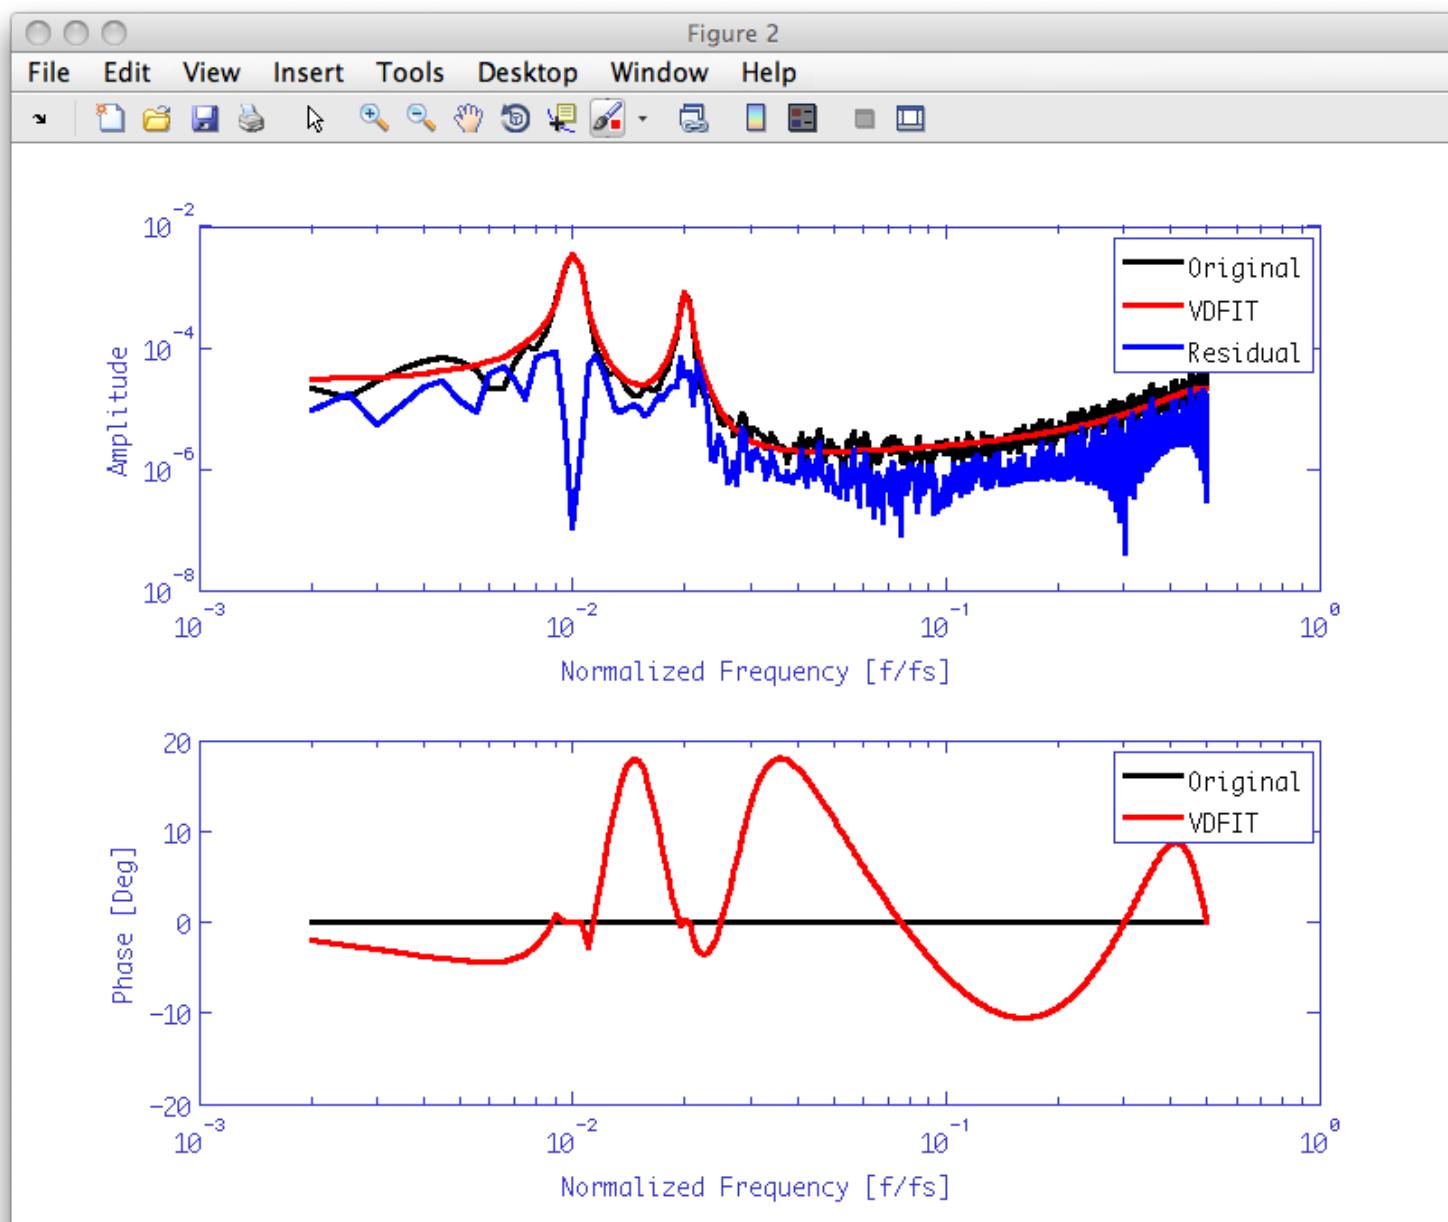 Figure 2
File Edit View Insert Tools Desktop Window Help
10^-2
10^-4
10^-6
10^-8
Amplitude
Original
VDFIT
Residual
10^-3 10^-2 10^-1 10^0
Normalized Frequency [f/fs]
20
10
0
-10
-20
Phase [Deg]
Original
VDFIT
10^-3 10^-2 10^-1 10^0
Normalized Frequency [f/fs]